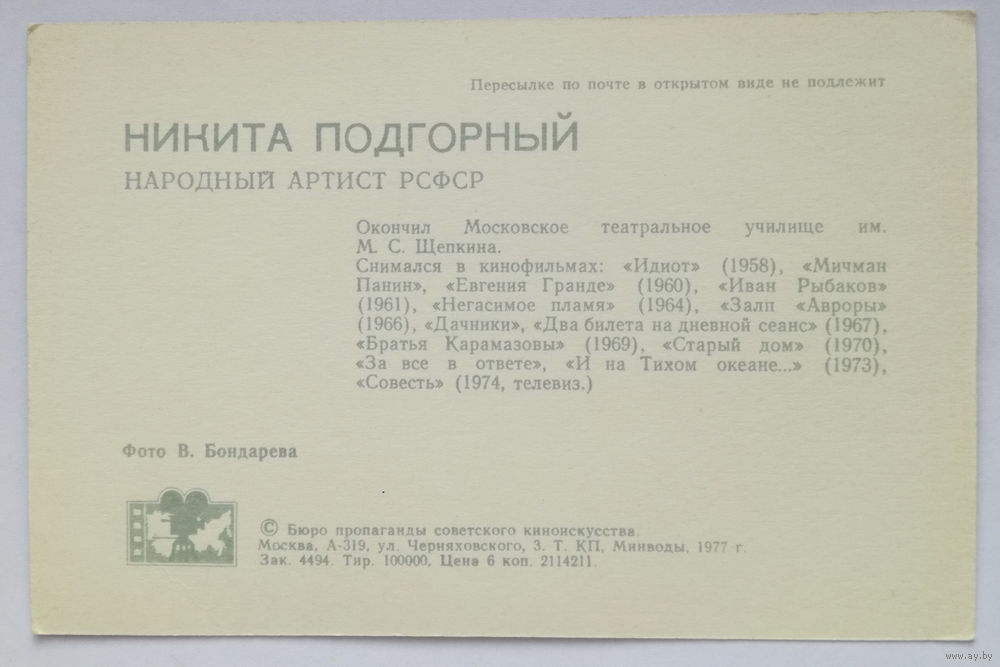 Пересылке по почте в открытом виде не подлежит
НИКИТА ПОДГОРНЫЙ
НАРОДНЫЙ АРТИСТ РСФСР
Окончил Московское театральное училище им.
М. С. Щепкина.
Снимался в кинофильмах: «Идиот» (1958), «Мичман
Панин», «Евгения Гранде» (1960), «Иван Рыбаков»
(1961), «Негасимое пламя» (1964), «Залп «Авроры»
(1966), «Дачники», «Два билета на дневной сеанс» (1967),
«Братья Карамазовы» (1969), «Старый дом» (1970),
«За все в ответе», «И на Тихом океане...» (1973),
«Совесть» (1974, телевиз.)
Фото В. Бондарева
© Бюро пропаганды советского киноискусства.
Москва, А-319, ул. Черняховского, 3. Т. КП, Минводы, 1977 г.
Зак. 4494. Тир. 100000, Цена 6 коп. 2114211.
www.ay.by